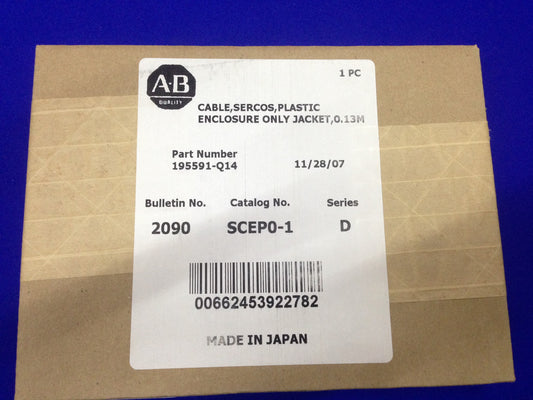 1 PC
A-B
QUALITY
CABLE,SERCOS,PLASTIC
ENCLOSURE ONLY JACKET,0.13M
Part Number
195591-Q14 11/28/07
Bulletin No. Catalog No. Series
2090 SCEP0-1 D
00662453922782
MADE IN JAPAN